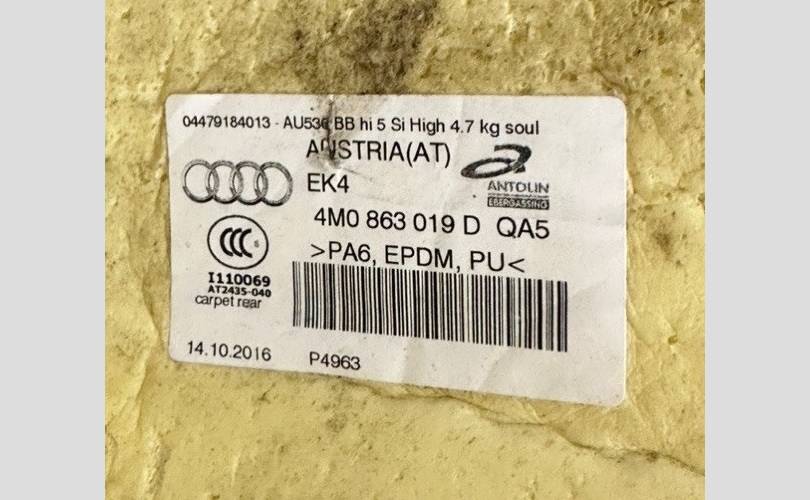 04479184013 - AU536 BB hi 5 Si High 4.7 kg soul
AUSTRIA(AT)
ANTOLIN
EBERGASSING
EK4
4M0 863 019 D QA5
CCC S
>PA6, EPDM, PU<
I110069
AT2435-040
carpet rear
14.10.2016 P4963